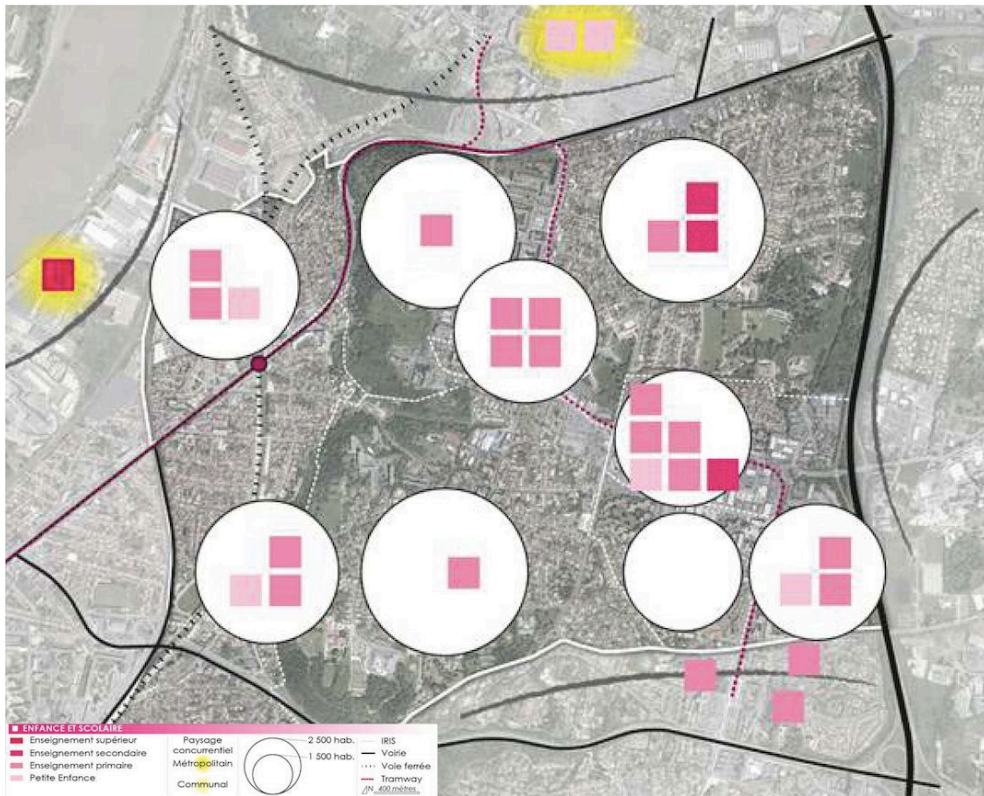 ENFANCE ET SCOLAIRE
Enseignement supérieur
Enseignement secondaire
Enseignement primaire
Petite Enfance
Paysage
concurrentiel
Métropolitain
Communal
2 500 hab.
1 500 hab.
IRIS
Voirie
Voie ferrée
Tramway
N 400 mètres